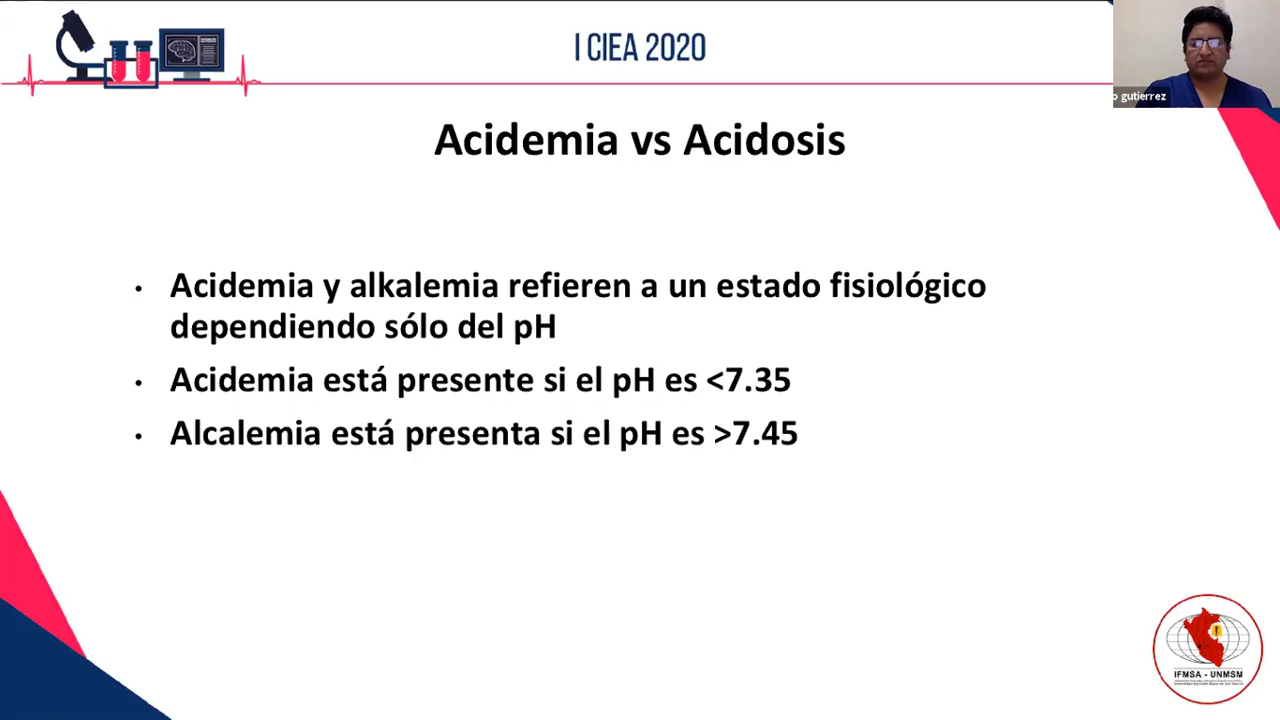 I CIEA 2020
o gutierrez
Acidemia vs Acidosis
• Acidemia y alkalemia refieren a un estado fisiológico
dependiendo sólo del pH
• Acidemia está presente si el pH es <7.35
• Alcalemia está presenta si el pH es >7.45
IFMSA - UNMSM